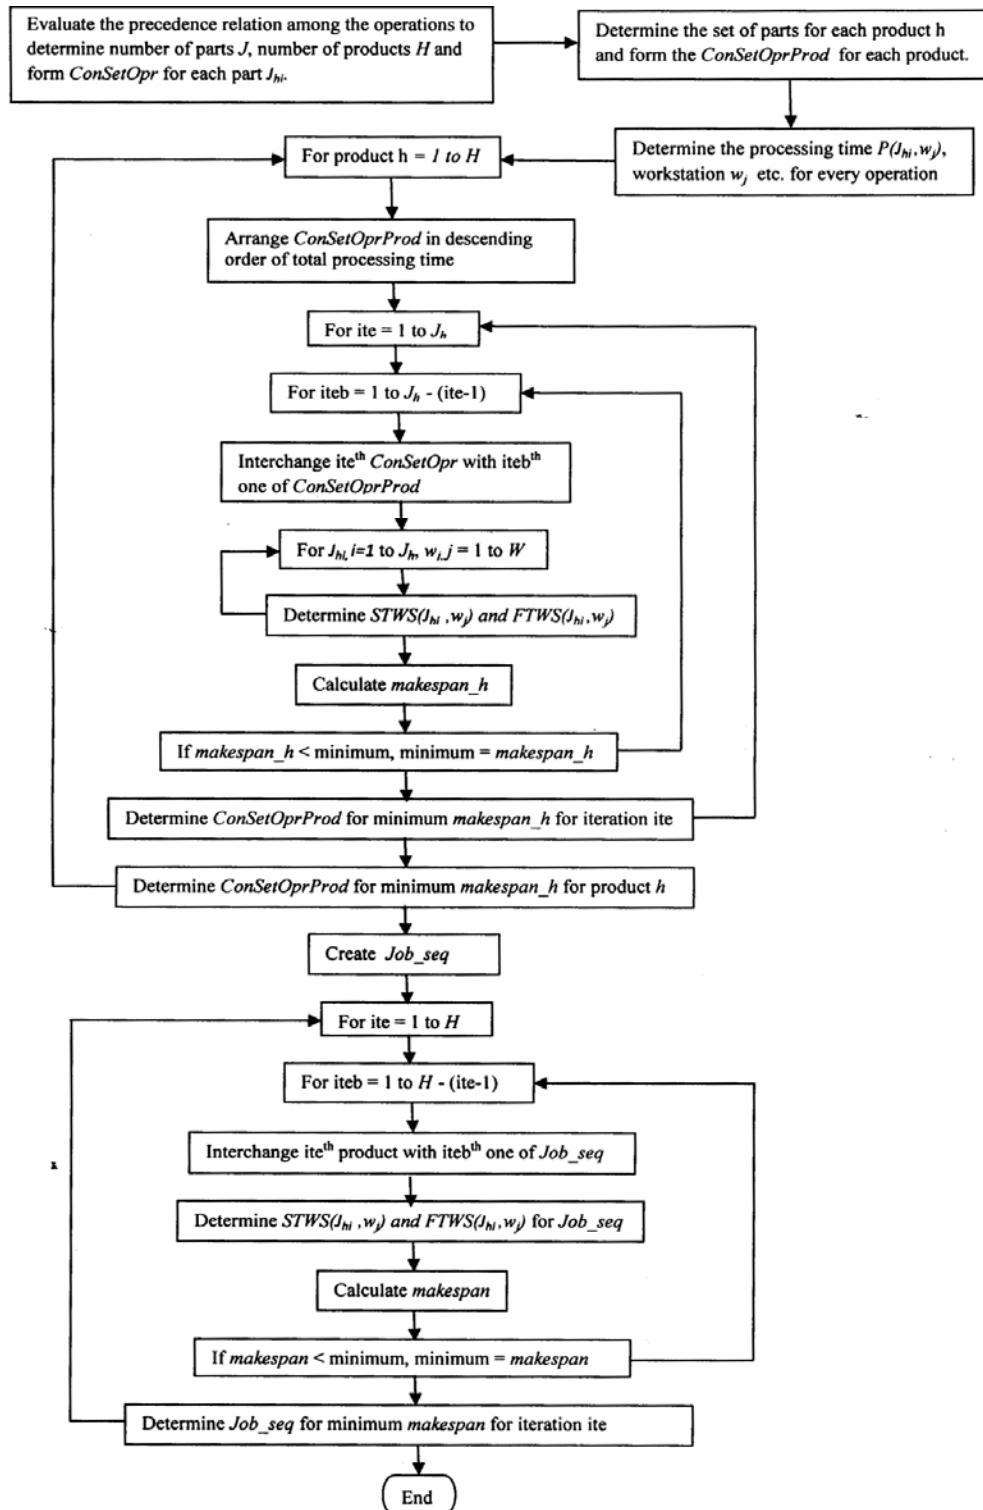 Evaluate the precedence relation among the operations to
determine number of parts J, number of products H and
form ConSetOpr for each part J_hi.
Determine the set of parts for each product h
and form the ConSetOprProd for each product.
Determine the processing time P(J_hi, w_j),
workstation w_j etc. for every operation
For product h = 1 to H
Arrange ConSetOprProd in descending
order of total processing time
For ite = 1 to J_h
For iteb = 1 to J_h - (ite-1)
Interchange ite^th ConSetOpr with iteb^th
one of ConSetOprProd
For J_hi, i=1 to J_h, w_i, j = 1 to W
Determine STWS(J_hi , w_j) and FTWS(J_hi, w_j)
Calculate makespan_h
If makespan_h < minimum, minimum = makespan_h
Determine ConSetOprProd for minimum makespan_h for iteration ite
Determine ConSetOprProd for minimum makespan_h for product h
Create Job_seq
For ite = 1 to H
For iteb = 1 to H - (ite-1)
Interchange ite^th product with iteb^th one of Job_seq
Determine STWS(J_hi , w_j) and FTWS(J_hi, w_j) for Job_seq
Calculate makespan
If makespan < minimum, minimum = makespan
Determine Job_seq for minimum makespan for iteration ite
End